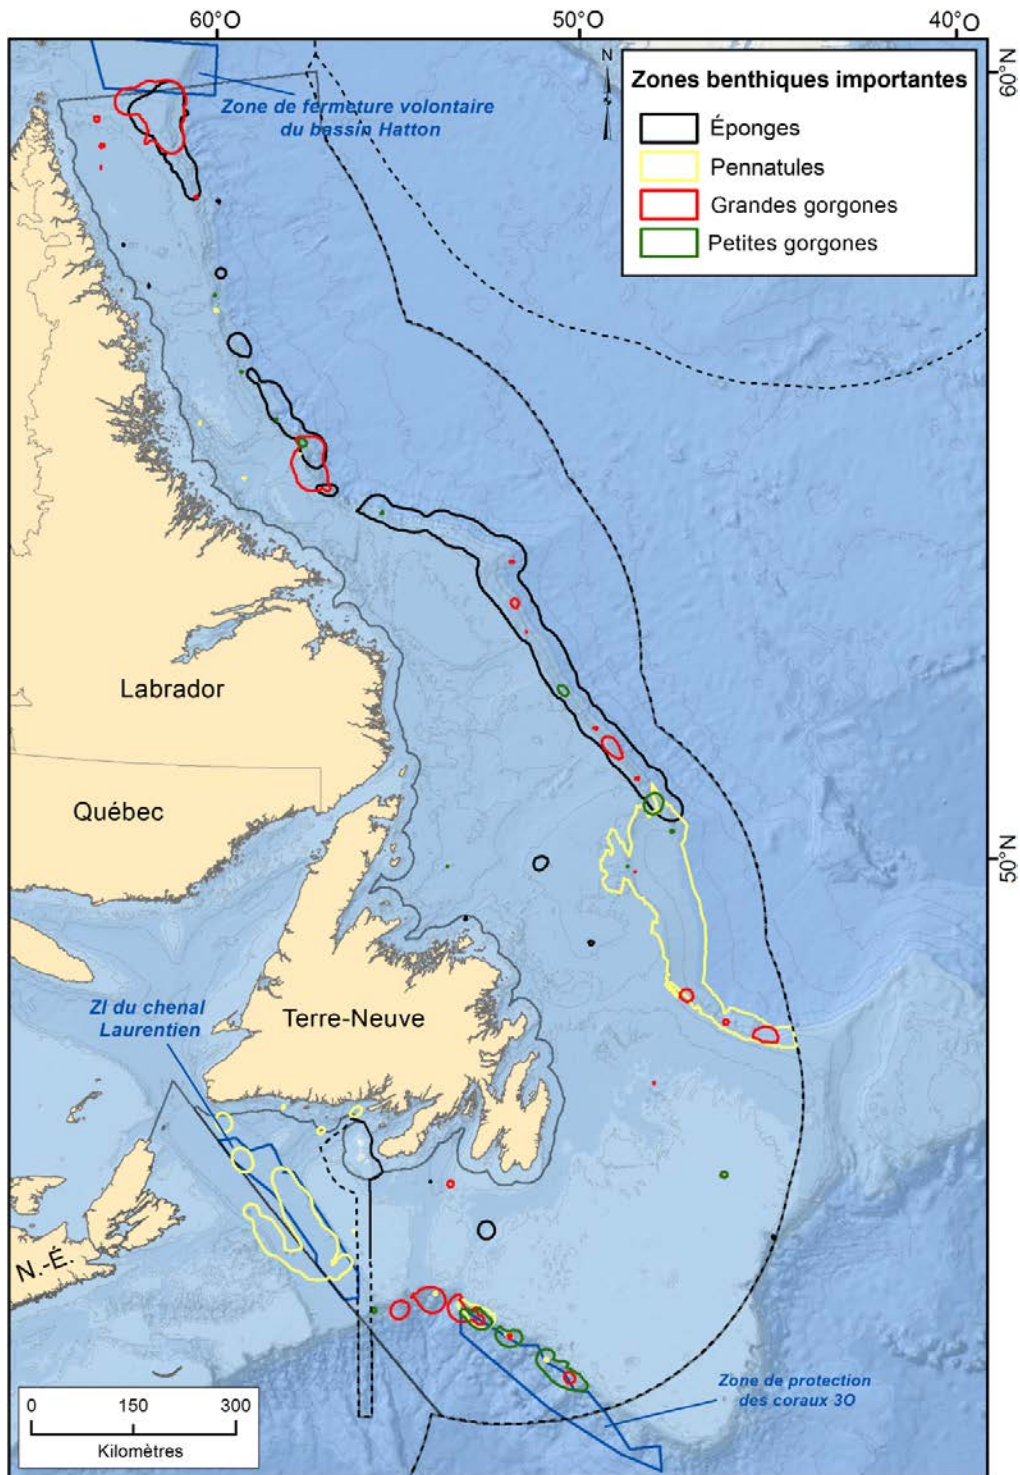 60°O
50°O
40°O
60°N
N
Zones benthiques importantes
Éponges
Pennatules
Grandes gorgones
Petites gorgones
Zone de fermeture volontaire
du bassin Hatton
Labrador
Québec
50°N
ZI du chenal
Laurentien
Terre-Neuve
N.-É.
Zone de protection
des coraux 3O
0 150 300
Kilomètres